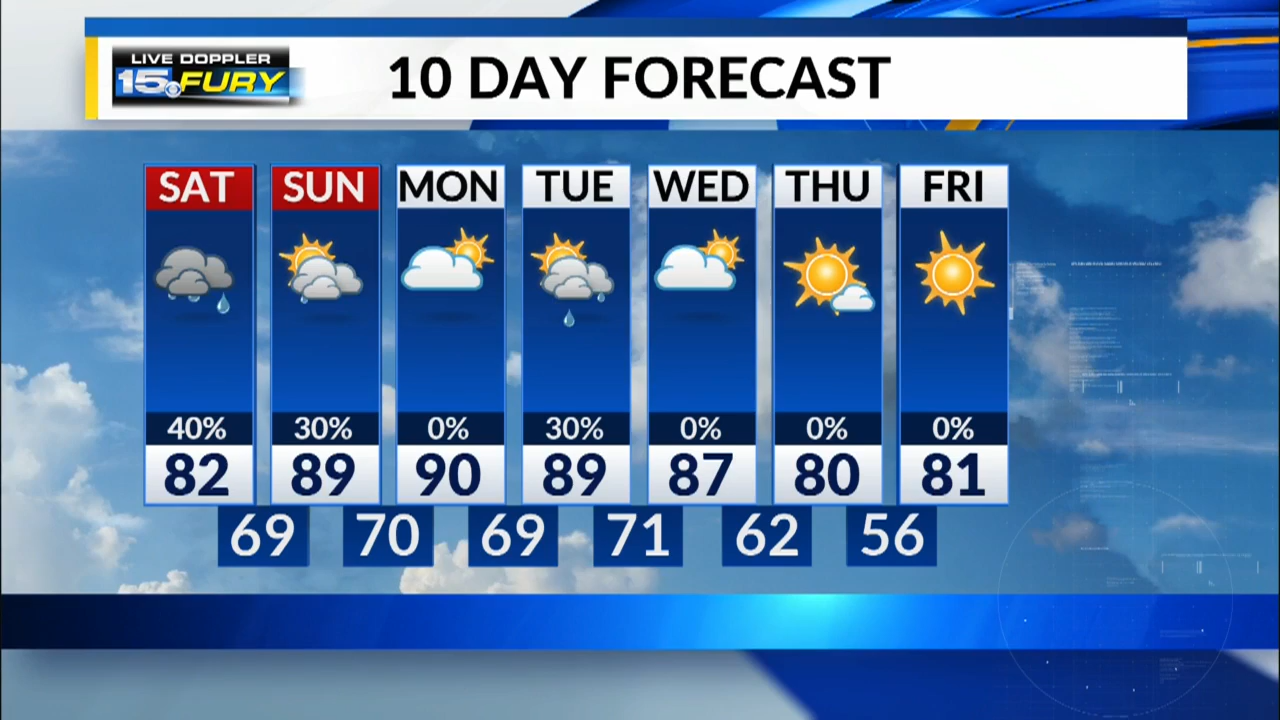 LIVE DOPPLER
15 FURY
10 DAY FORECAST
SAT SUN MON TUE WED THU FRI
40% 30% 0% 30% 0% 0% 0%
82 89 90 89 87 80 81
69 70 69 71 62 56